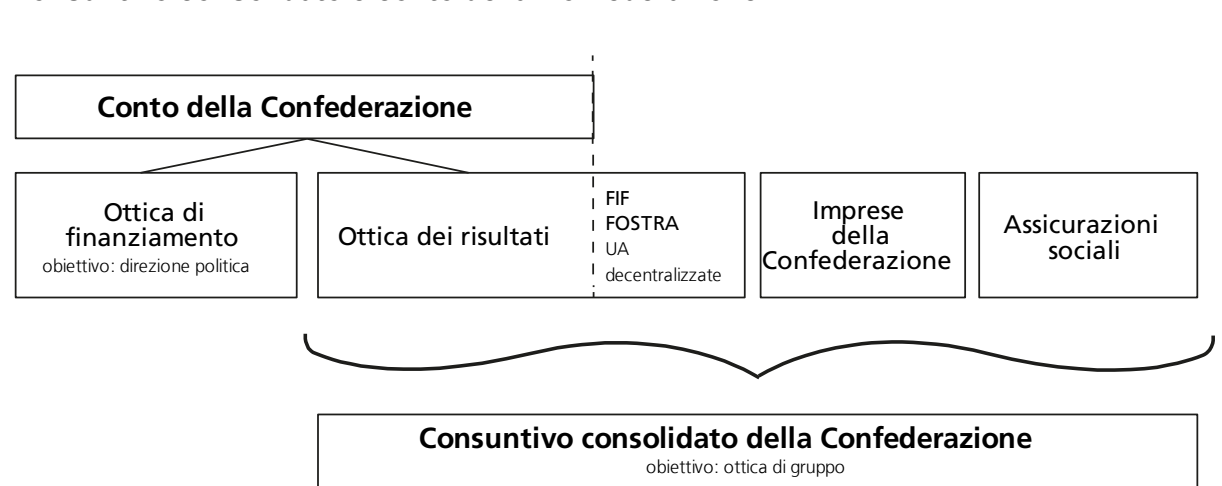 Conto della Confederazione
Ottica di
finanziamento
obiettivo: direzione politica
Ottica dei risultati
FIF
FOSTRA
UA
decentralizzate
Imprese
della
Confederazione
Assicurazioni
sociali
Consuntivo consolidato della Confederazione
obiettivo: ottica di gruppo